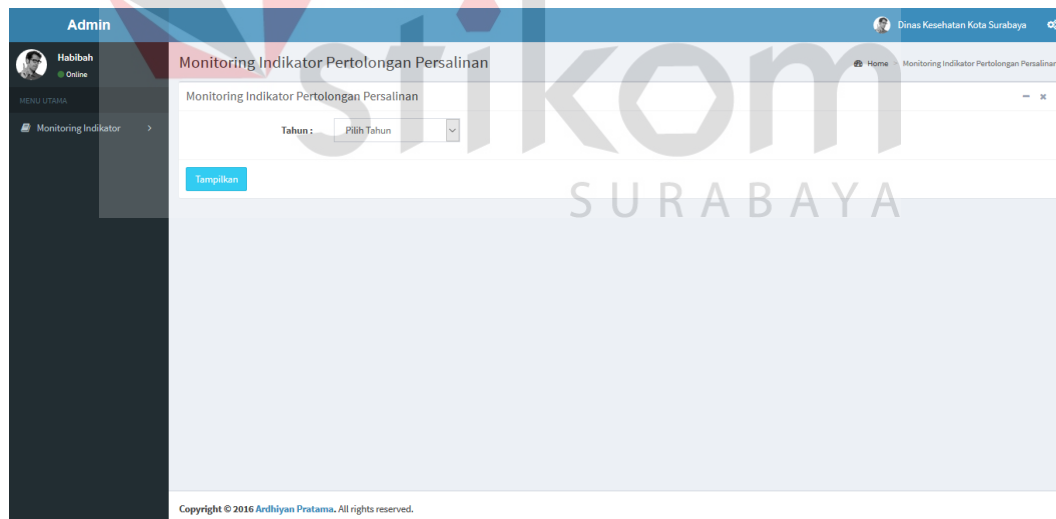 Admin
Dinas Kesehatan Kota Surabaya
Habibah
Online
Monitoring Indikator Pertolongan Persalinan
Home > Monitoring Indikator Pertolongan Persalinan
MENU UTAMA
Monitoring Indikator
Monitoring Indikator Pertolongan Persalinan
Tahun :
Pilih Tahun
Tampilkan
stikom
SURABAYA
Copyright © 2016 Ardhiyan Pratama. All rights reserved.